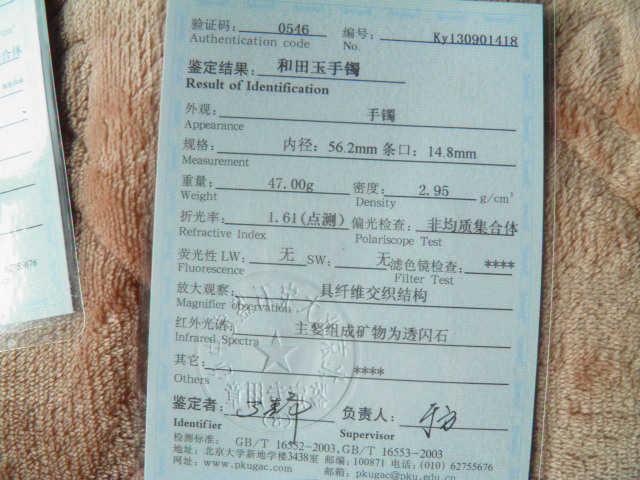 验证码： 0546 编号： Ky130901418
Authentication code No.
鉴定结果： 和田玉手镯
Result of Identification
外观： 手镯
Appearance
规格： 内径：56.2mm 条口：14.8mm
Measurement
重量： 47.00g 密度： 2.95 g/cm³
Weight Density
折光率： 1.61(点测) 偏光检查： 非均质集合体
Refractive Index Polariscope Test
荧光性 LW： 无 SW： 无 滤色镜检查： ****
Fluorescence Filter Test
放大观察： 具纤维交织结构
Magnifier observation
红外光谱： 主要组成矿物为透闪石
Infrared Spectra
其它： ****
Others
鉴定者： 负责人：
Identifier Supervisor
检测标准： GB/T 16552-2003,GB/T 16553-2003
地址：北京大学新地学楼3438室 邮编：100871 电话：(010) 62755676
网址：www.pkugac.com 邮箱：pkugac@pku.edu.cn
62755676